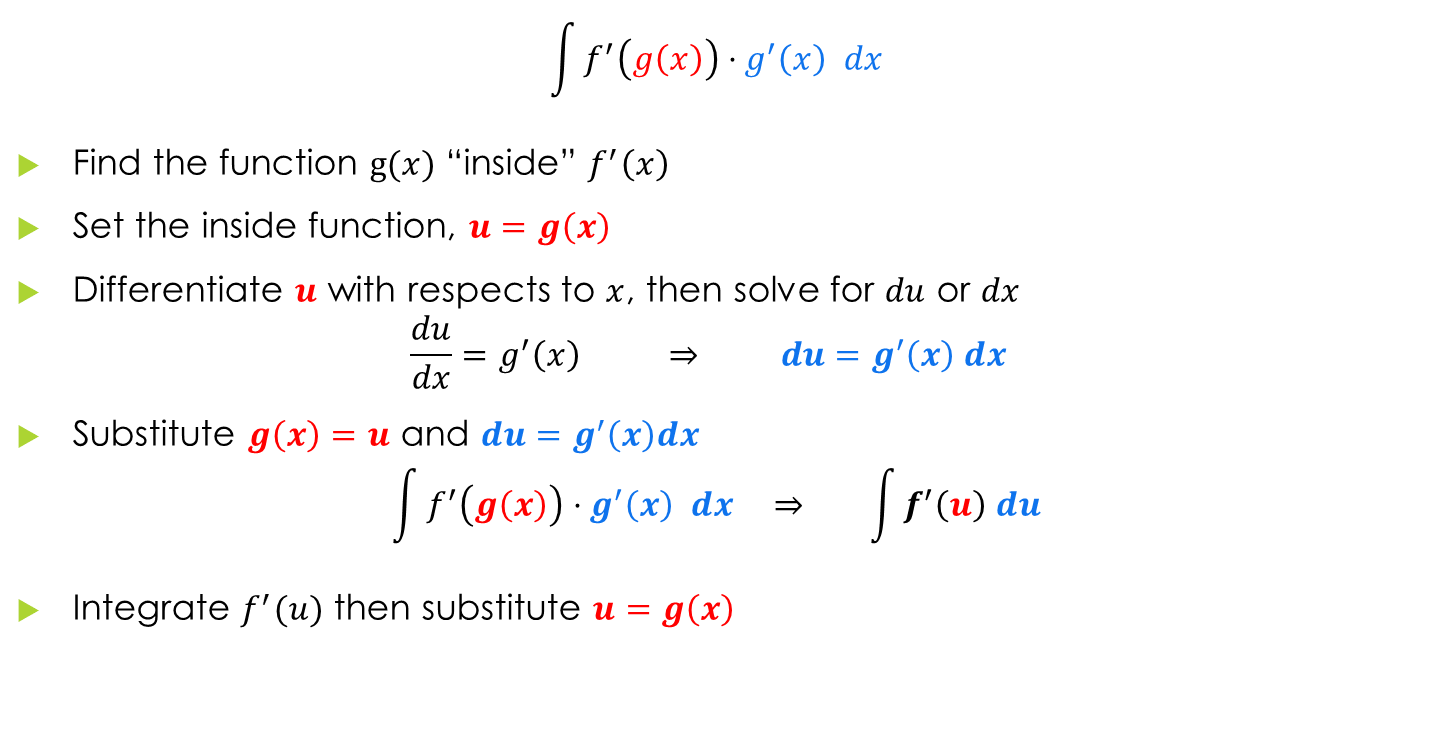 ∫ f′(g(x)) · g′(x) dx
Find the function g(x) “inside” f′(x)
Set the inside function, u = g(x)
Differentiate u with respects to x, then solve for du or dx
du/dx = g′(x) ⇒ du = g′(x) dx
Substitute g(x) = u and du = g′(x)dx
∫ f′(g(x)) · g′(x) dx ⇒ ∫ f′(u) du
Integrate f′(u) then substitute u = g(x)